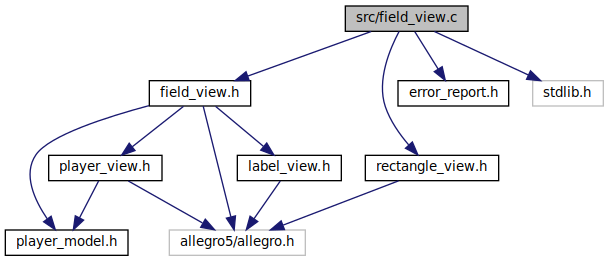 src/field_view.c
field_view.h
error_report.h
stdlib.h
player_view.h
label_view.h
rectangle_view.h
player_model.h
allegro5/allegro.h